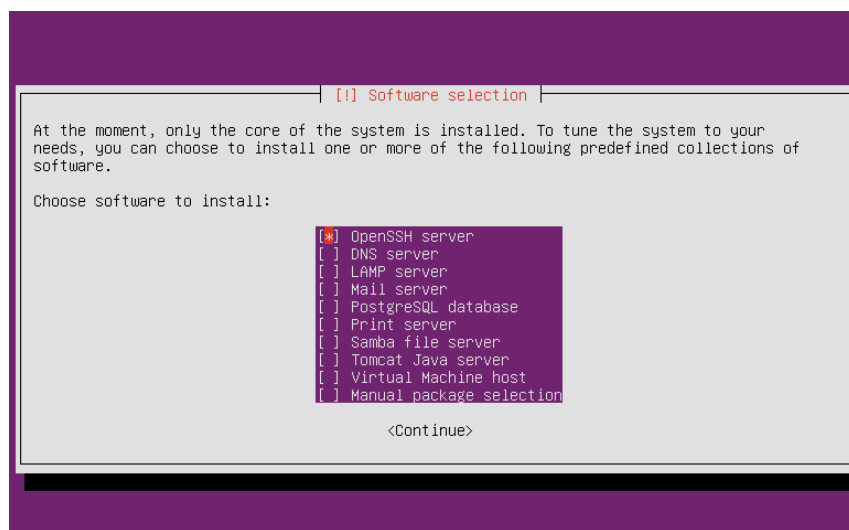 [!] Software selection
At the moment, only the core of the system is installed. To tune the system to your
needs, you can choose to install one or more of the following predefined collections of
software.
Choose software to install:
[*] OpenSSH server
[ ] DNS server
[ ] LAMP server
[ ] Mail server
[ ] PostgreSQL database
[ ] Print server
[ ] Samba file server
[ ] Tomcat Java server
[ ] Virtual Machine host
[ ] Manual package selection
<Continue>